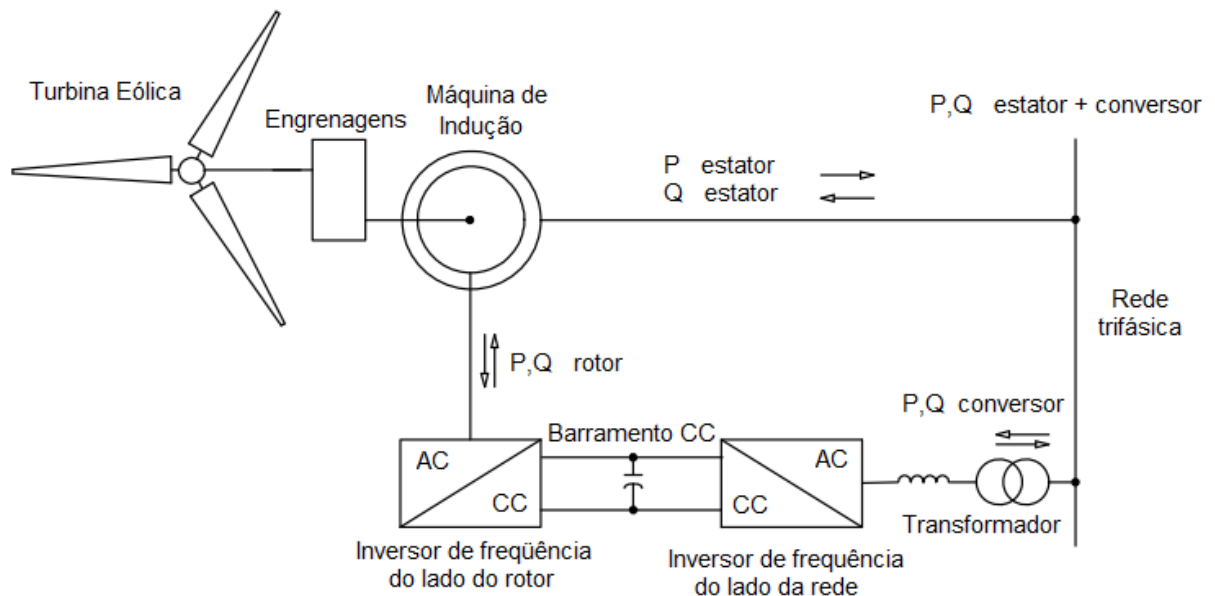 Turbina Eólica
Engrenagens
Máquina de
Indução
P estator
Q estator
P,Q estator + conversor
Rede
trifásica
P,Q rotor
P,Q conversor
Barramento CC
AC
CC
AC
CC
Transformador
Inversor de freqüência
do lado do rotor
Inversor de frequência
do lado da rede